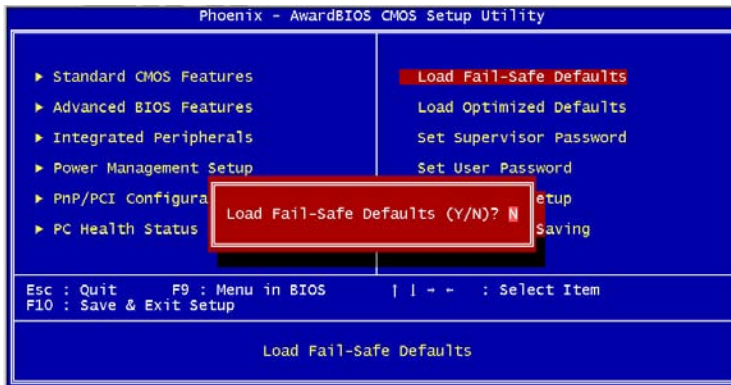 Phoenix - AwardBIOS CMOS Setup Utility
► Standard CMOS Features
► Advanced BIOS Features
► Integrated Peripherals
► Power Management Setup
► PnP/PCI Configura
► PC Health Status
Load Fail-Safe Defaults
Load Optimized Defaults
Set Supervisor Password
Set User Password
etup
Saving
Load Fail-Safe Defaults (Y/N)? N
Esc : Quit F9 : Menu in BIOS ↑ ↓ → ← : Select Item
F10 : Save & Exit Setup
Load Fail-Safe Defaults